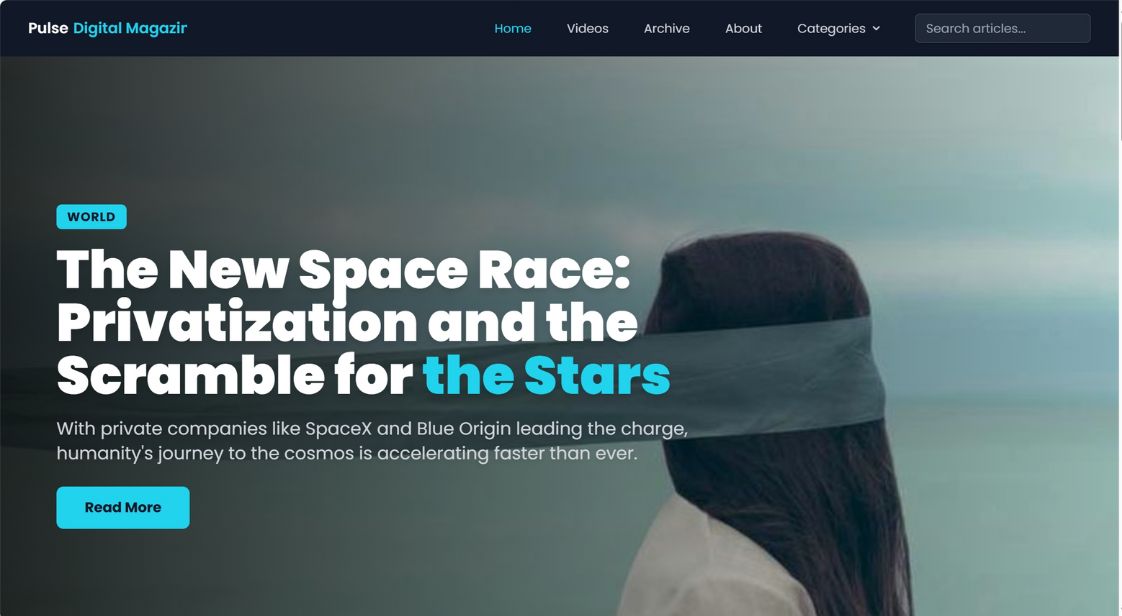 Pulse Digital Magazir
Home Videos Archive About Categories Search articles...
WORLD
The New Space Race:
Privatization and the
Scramble for the Stars
With private companies like SpaceX and Blue Origin leading the charge,
humanity's journey to the cosmos is accelerating faster than ever.
Read More